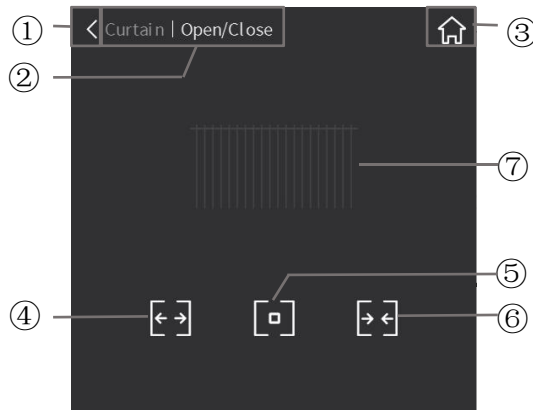 ① Curtain | Open/Close ③
②
⑦
⑤
④ ⑥